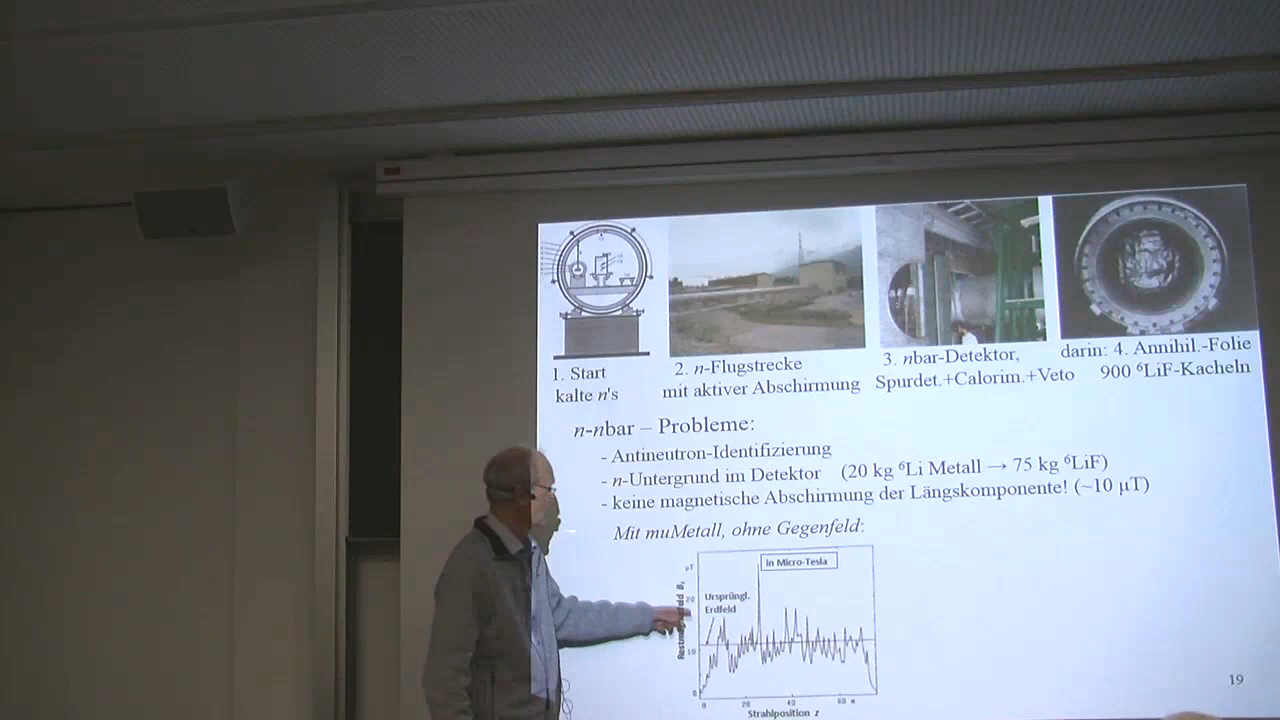 1. Start
kalte n's
2. n-Flugstrecke
mit aktiver Abschirmung
3. nbar-Detektor,
Spurdet.+Calorim.+Veto
darin: 4. Annihil.-Folie
900 ⁶LiF-Kacheln
n-nbar – Probleme:
- Antineutron-Identifizierung
- n-Untergrund im Detektor (20 kg ⁶Li Metall → 75 kg ⁶LiF)
- keine magnetische Abschirmung der Längskomponente! (~10 µT)
Mit muMetall, ohne Gegenfeld:
in Micro-Tesla
µT
Ursprüngl.
Erdfeld
20
10
0
0 20 40 60 m
Strahlposition z
19